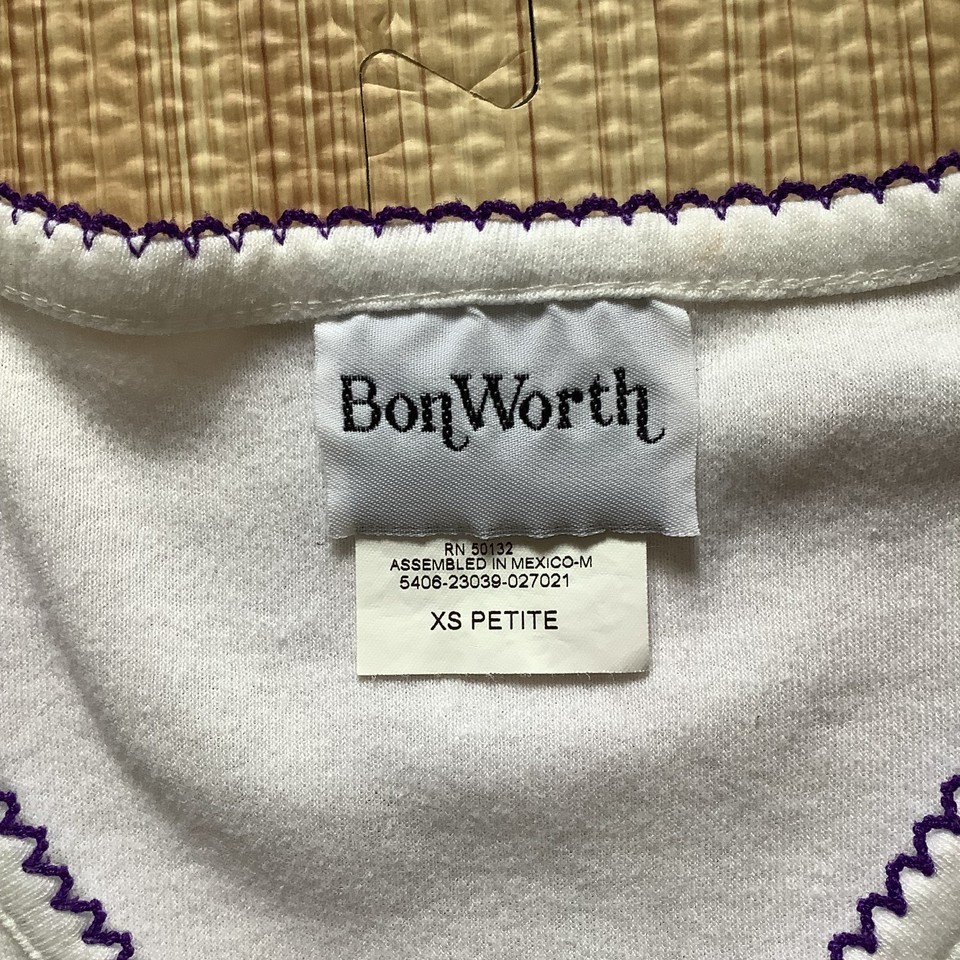 BonWorth
RN 50132
ASSEMBLED IN MEXICO-M
5406-23039-027021
XS PETITE